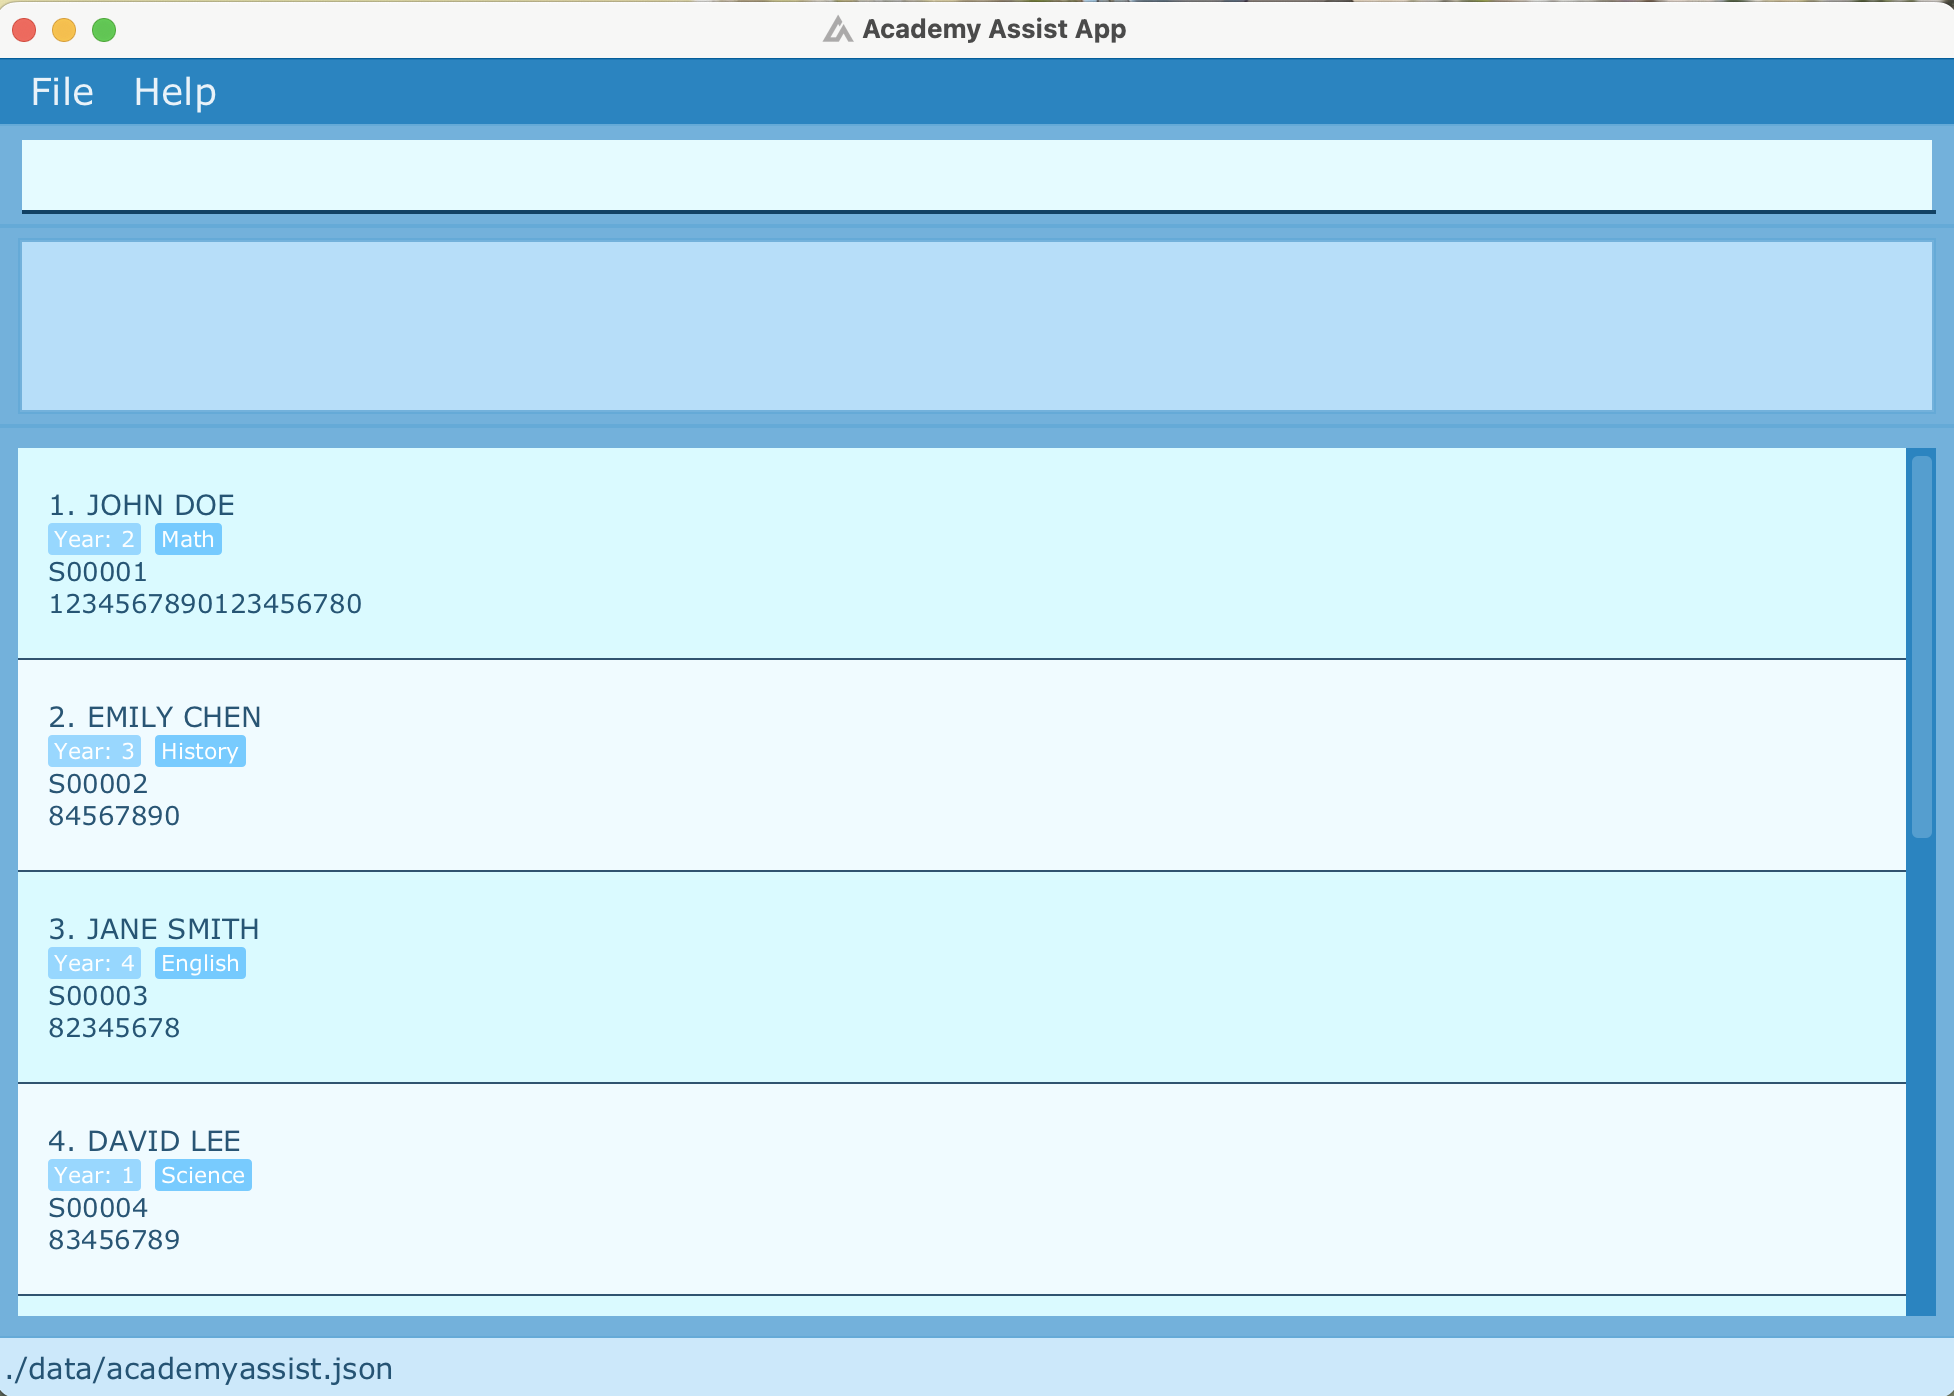 Academy Assist App
File Help
1. JOHN DOE
Year: 2 Math
S00001
1234567890123456780
2. EMILY CHEN
Year: 3 History
S00002
84567890
3. JANE SMITH
Year: 4 English
S00003
82345678
4. DAVID LEE
Year: 1 Science
S00004
83456789
./data/academyassist.json